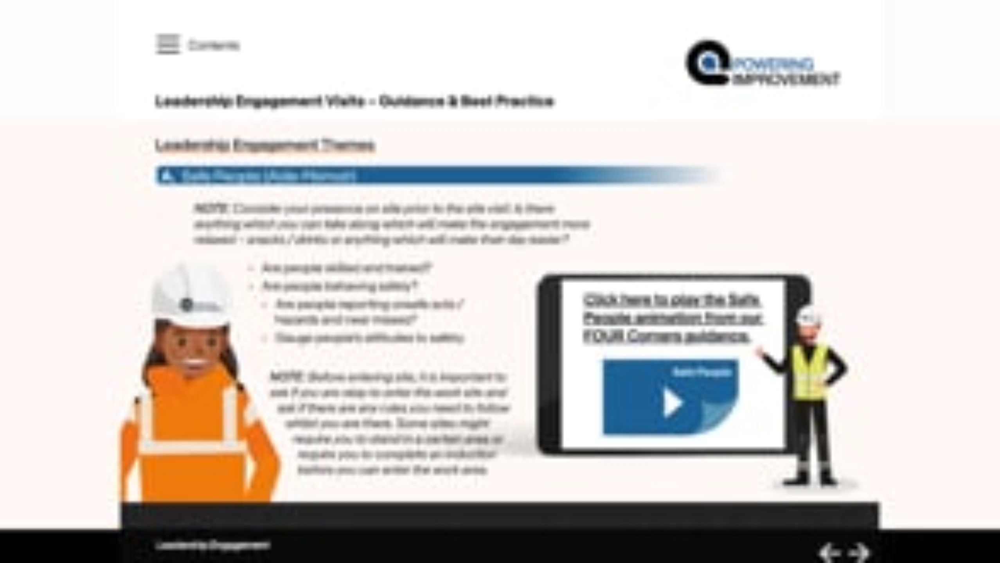 Contents
POWERING
IMPROVEMENT
Leadership Engagement Visits – Guidance & Best Practice
Leadership Engagement Themes
A. Safe People (Aide-Memoir)
NOTE: Consider your presence on site prior to the site visit. Is there
anything which you can take along which will make the engagement more
relaxed - snacks / drinks or anything which will make their day easier?
- Are people skilled and trained?
- Are people behaving safely?
- Are people reporting unsafe acts /
hazards and near misses?
- Gauge people's attitudes to safety.
NOTE: Before entering site, it is important to
ask if you are okay to enter the work site and
ask if there are any rules you need to follow
whilst you are there. Some sites might
require you to stand in a certain area or
require you to complete an induction
before you can enter the work area.
Click here to play the Safe
People animation from our
FOUR Corners guidance.
Safe People
Leadership Engagement